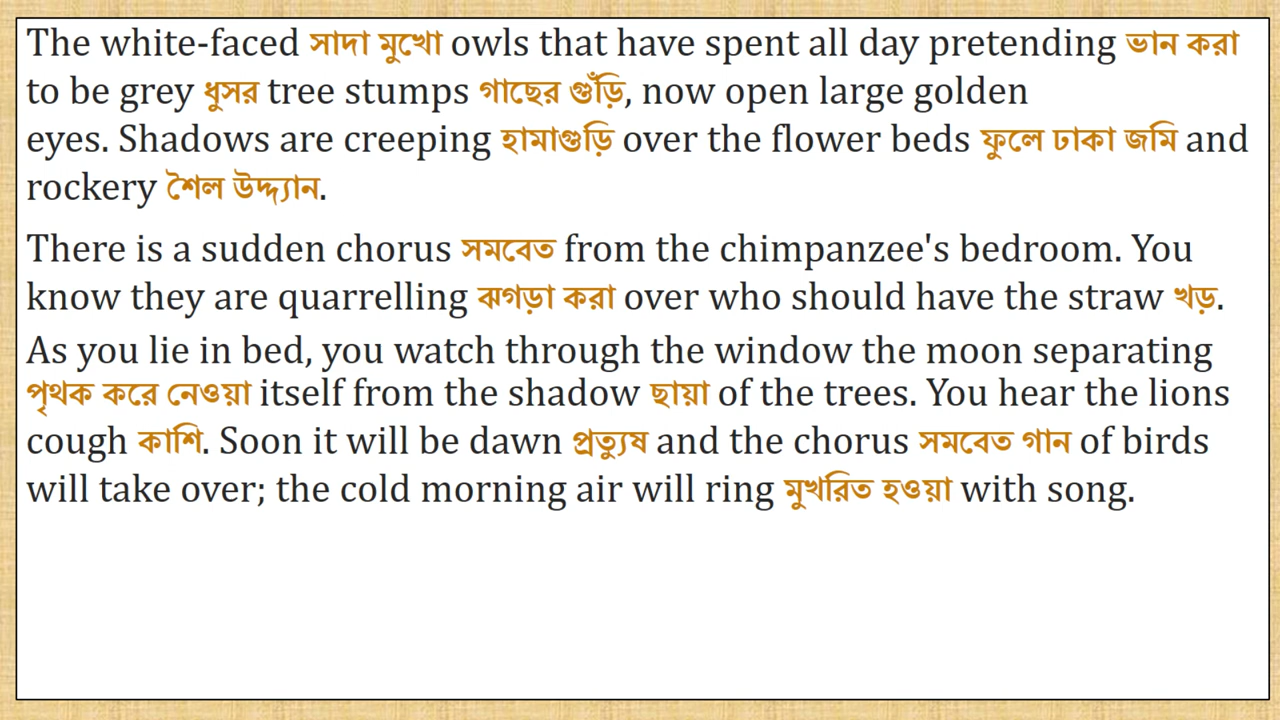 The white-faced সাদা মুখো owls that have spent all day pretending ভান করা
to be grey ধুসর tree stumps গাছের গুঁড়ি, now open large golden
eyes. Shadows are creeping হামাগুড়ি over the flower beds ফুলে ঢাকা জমি and
rockery শৈল উদ্দ্যান.
There is a sudden chorus সমবেত from the chimpanzee's bedroom. You
know they are quarrelling ঝগড়া করা over who should have the straw খড়.
As you lie in bed, you watch through the window the moon separating
পৃথক করে নেওয়া itself from the shadow ছায়া of the trees. You hear the lions
cough কাশি. Soon it will be dawn প্রত্যুষ and the chorus সমবেত গান of birds
will take over; the cold morning air will ring মুখরিত হওয়া with song.